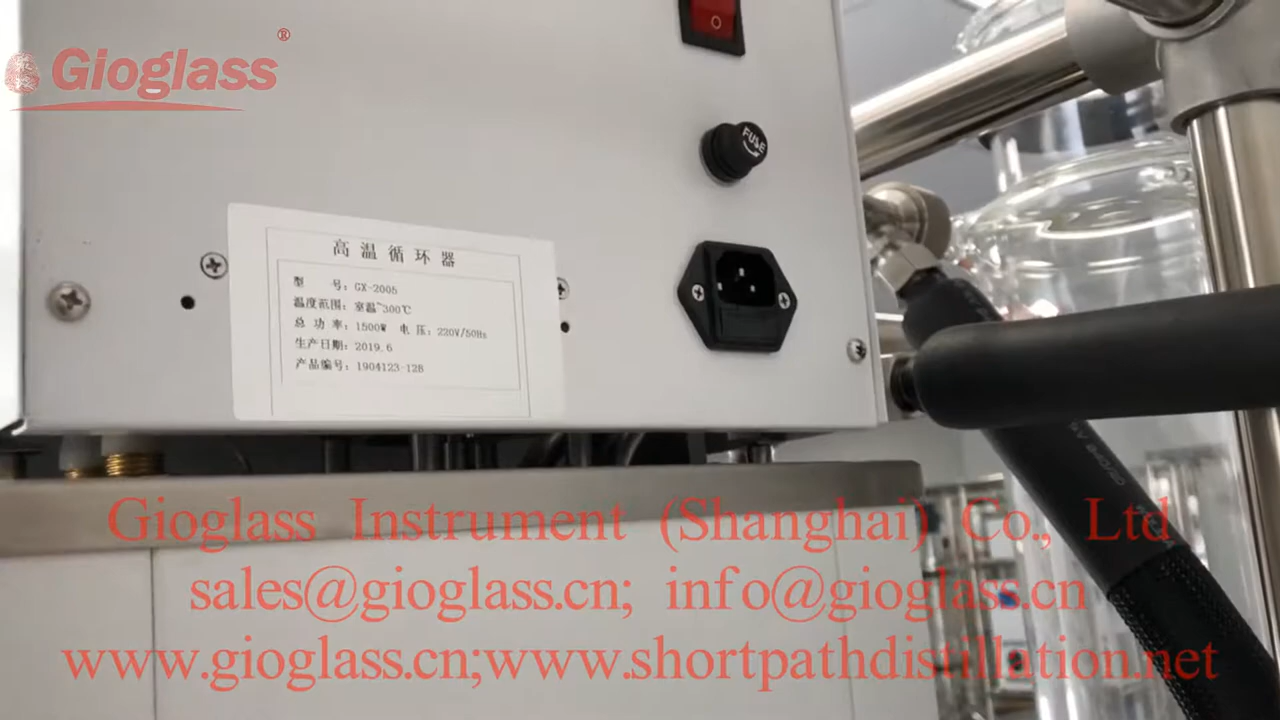 Gioglass®
FUSE
高温循环器
型 号：GX-2005
温度范围：室温~300℃
总 功 率：1500W 电 压：220V/50Hs
生产日期：2019.6
产品编号：1904123-12B
Gioglass Instrument (Shanghai) Co., Ltd
sales@gioglass.cn; info@gioglass.cn
www.gioglass.cn;www.shortpathdistillation.net